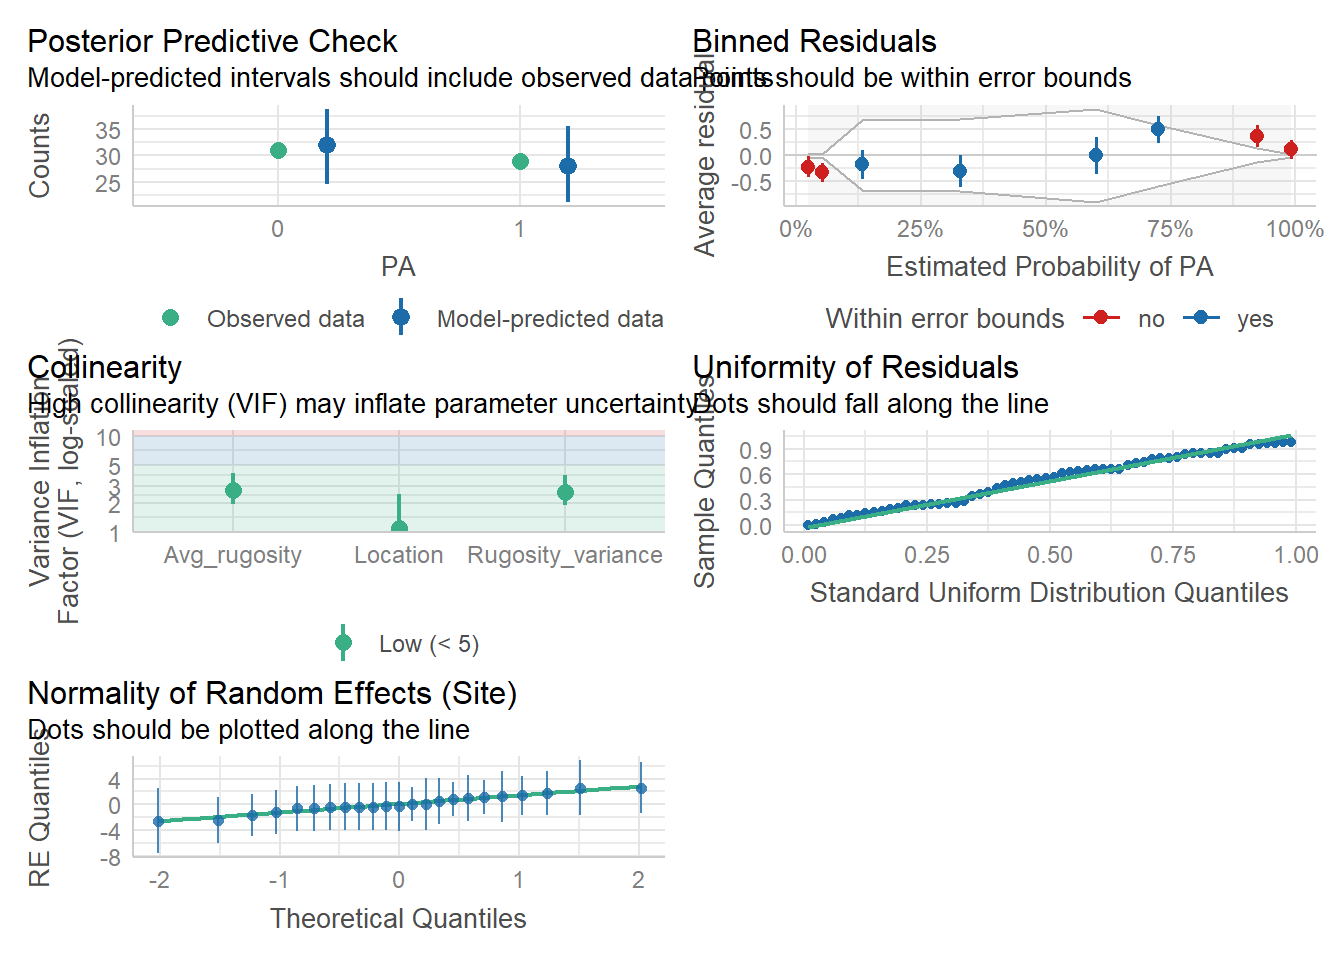 Posterior Predictive Check
Model-predicted intervals should include observed data points
Counts
35
30
25
0
1
PA
Observed data
Model-predicted data
Binned Residuals
Points should be within error bounds
Average residual
0.5
0.0
-0.5
0%
25%
50%
75%
100%
Estimated Probability of PA
Within error bounds
no
yes
Collinearity
High collinearity (VIF) may inflate parameter uncertainty
Variance Inflation
Factor (VIF, log-scaled)
10
5
3
2
1
Avg_rugosity
Location
Rugosity_variance
Low (< 5)
Uniformity of Residuals
Dots should fall along the line
Sample Quantiles
0.9
0.6
0.3
0.0
0.00
0.25
0.50
0.75
1.00
Standard Uniform Distribution Quantiles
Normality of Random Effects (Site)
Dots should be plotted along the line
RE Quantiles
4
0
-4
-8
-2
-1
0
1
2
Theoretical Quantiles